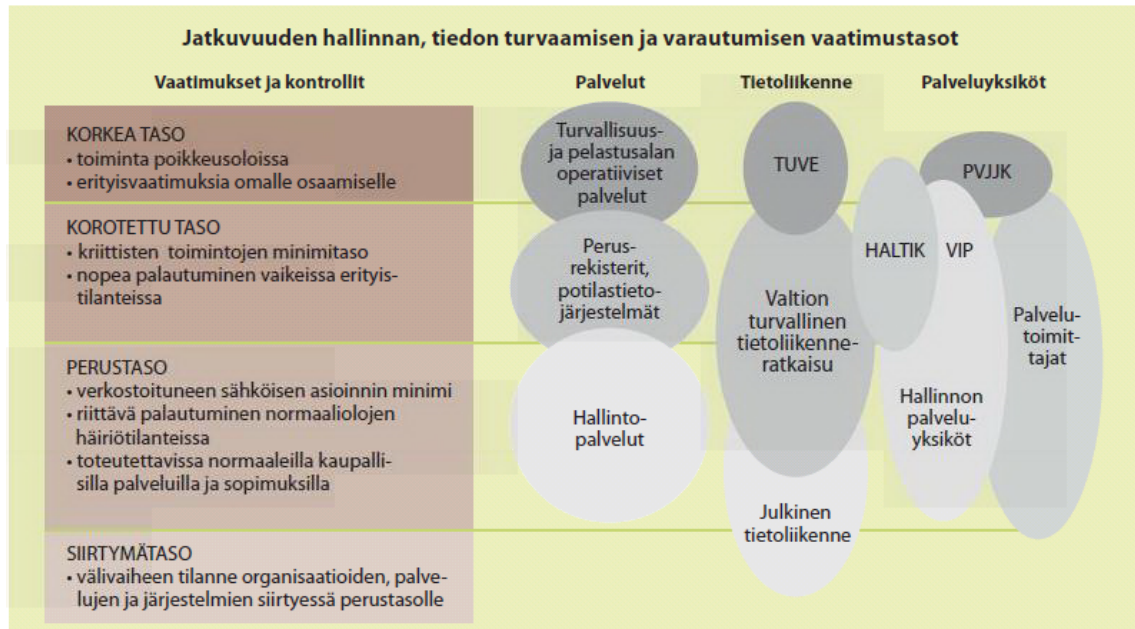 Jatkuvuuden hallinnan, tiedon turvaamisen ja varautumisen vaatimustasot
Vaatimukset ja kontrollit
Palvelut
Tietoliikenne
Palveluyksiköt
KORKEA TASO
• toiminta poikkeusoloissa
• erityisvaatimuksia omalle osaamiselle
KOROTETTU TASO
• kriittisten toimintojen minimitaso
• nopea palautuminen vaikeissa erityis-
tilanteissa
PERUSTASO
• verkostoituneen sähköisen asioinnin minimi
• riittävä palautuminen normaaliolojen
häiriötilanteissa
• toteutettavissa normaaleilla kaupalli-
silla palveluilla ja sopimuksilla
SIIRTYMÄTASO
• välivaiheen tilanne organisaatioiden, palve-
lujen ja järjestelmien siirtyessä perustasolle
Turvallisuus-
ja pelastusalan
operatiiviset
palvelut
Perus-
rekisterit,
potilastieto-
järjestelmät
Hallinto-
palvelut
TUVE
Valtion
turvallinen
tietoliikenne-
ratkaisu
Julkinen
tietoliikenne
PVJJK
HALTIK
VIP
Hallinnon
palvelu-
yksiköt
Palvelu-
toimit-
tajat